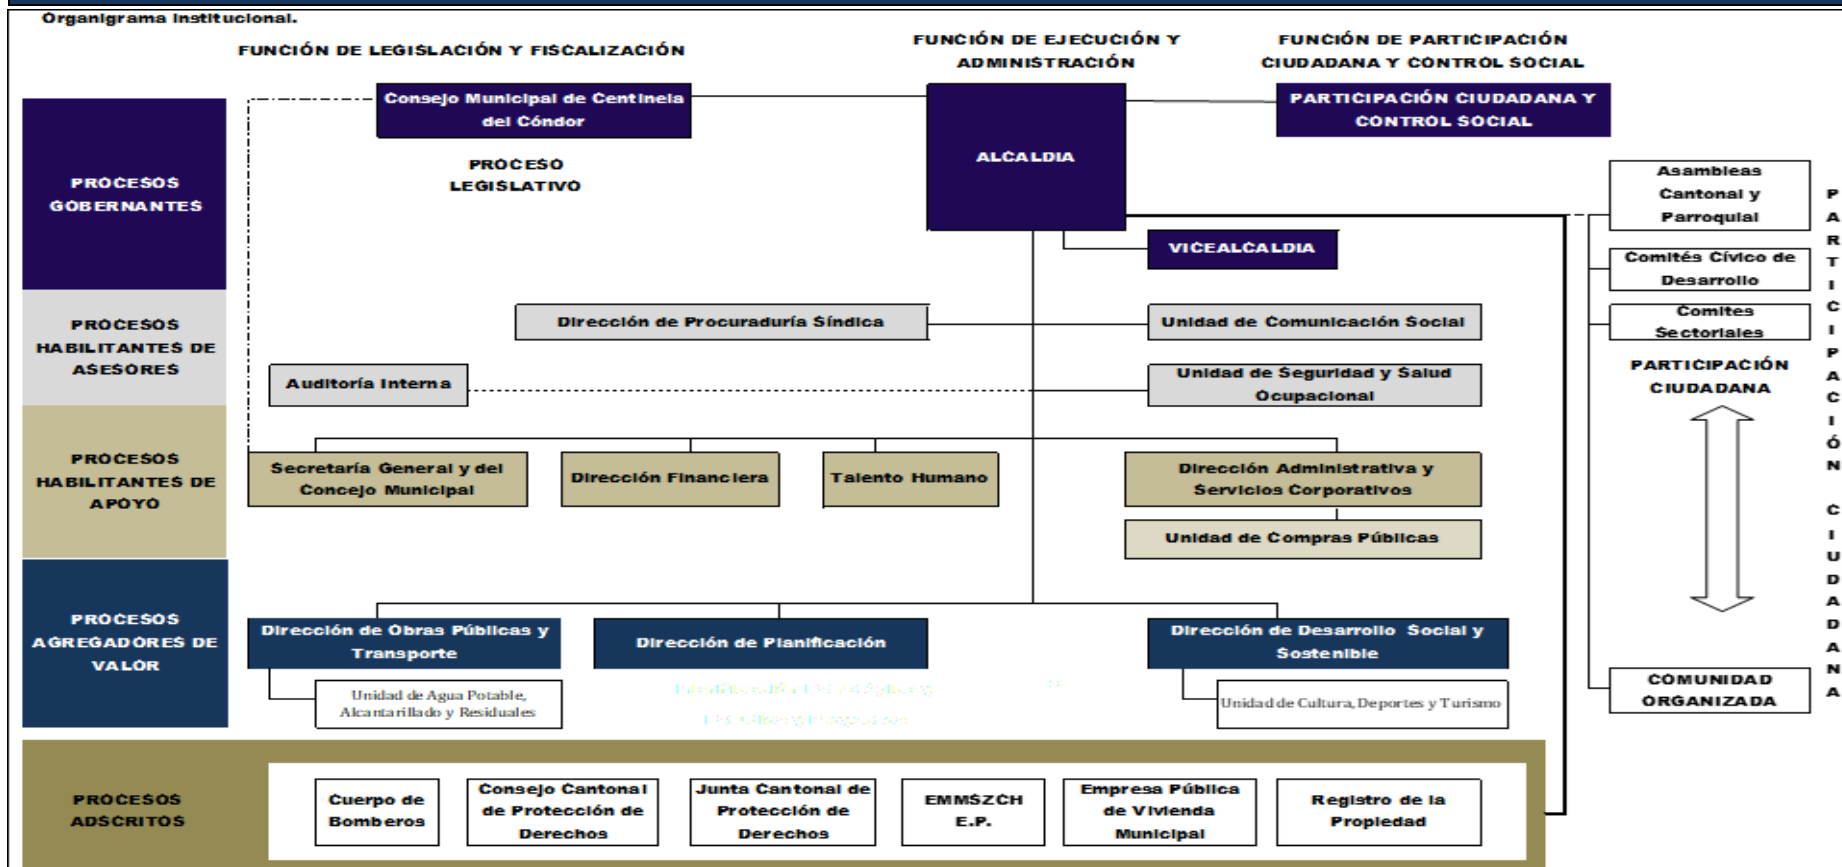 Organigrama Institucional.
FUNCIÓN DE LEGISLACIÓN Y FISCALIZACIÓN
FUNCIÓN DE EJECUCIÓN Y
ADMINISTRACIÓN
FUNCIÓN DE PARTICIPACIÓN
CIUDADANA Y CONTROL SOCIAL
PROCESOS
GOBERNANTES
Consejo Municipal de Centinela
del Cóndor
PROCESO
LEGISLATIVO
ALCALDIA
PARTICIPACIÓN CIUDADANA Y
CONTROL SOCIAL
VICEALCALDIA
Asambleas
Cantonal y
Parroquial
Comités Cívico de
Desarrollo
Comites
Sectoriales
PARTICIPACIÓN
CIUDADANA
COMUNIDAD
ORGANIZADA
PARTICIPACIÓN CIUDADANA
PROCESOS
HABILITANTES DE
ASESORES
Dirección de Procuraduría Síndica
Unidad de Comunicación Social
Auditoría Interna
Unidad de Seguridad y Salud
Ocupacional
PROCESOS
HABILITANTES DE
APOYO
Secretaría General y del
Concejo Municipal
Dirección Financiera
Talento Humano
Dirección Administrativa y
Servicios Corporativos
Unidad de Compras Públicas
PROCESOS
AGREGADORES DE
VALOR
Dirección de Obras Públicas y
Transporte
Dirección de Planificación
Dirección de Desarrollo Social y
Sostenible
Unidad de Agua Potable,
Alcantarillado y Residuales
Unidad de Cultura, Deportes y Turismo
PROCESOS
ADSCRITOS
Cuerpo de
Bomberos
Consejo Cantonal
de Protección de
Derechos
Junta Cantonal de
Protección de
Derechos
EMMSZCH
E.P.
Empresa Pública
de Vivienda
Municipal
Registro de la
Propiedad